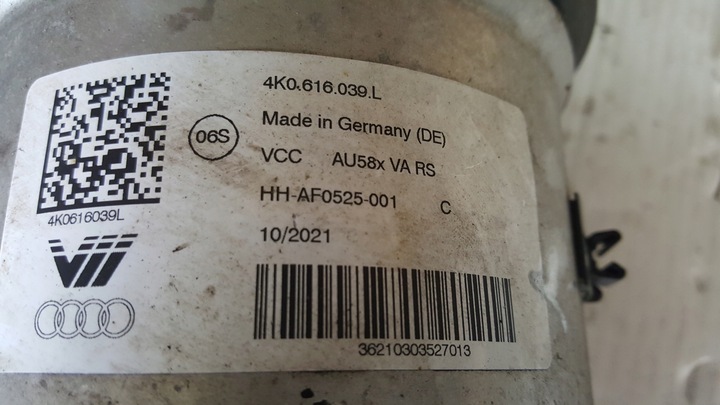 4K0.616.039.L
06S
Made in Germany (DE)
VCC AU58x VA RS
HH-AF0525-001 C
10/2021
4K0616039L
36210303527013